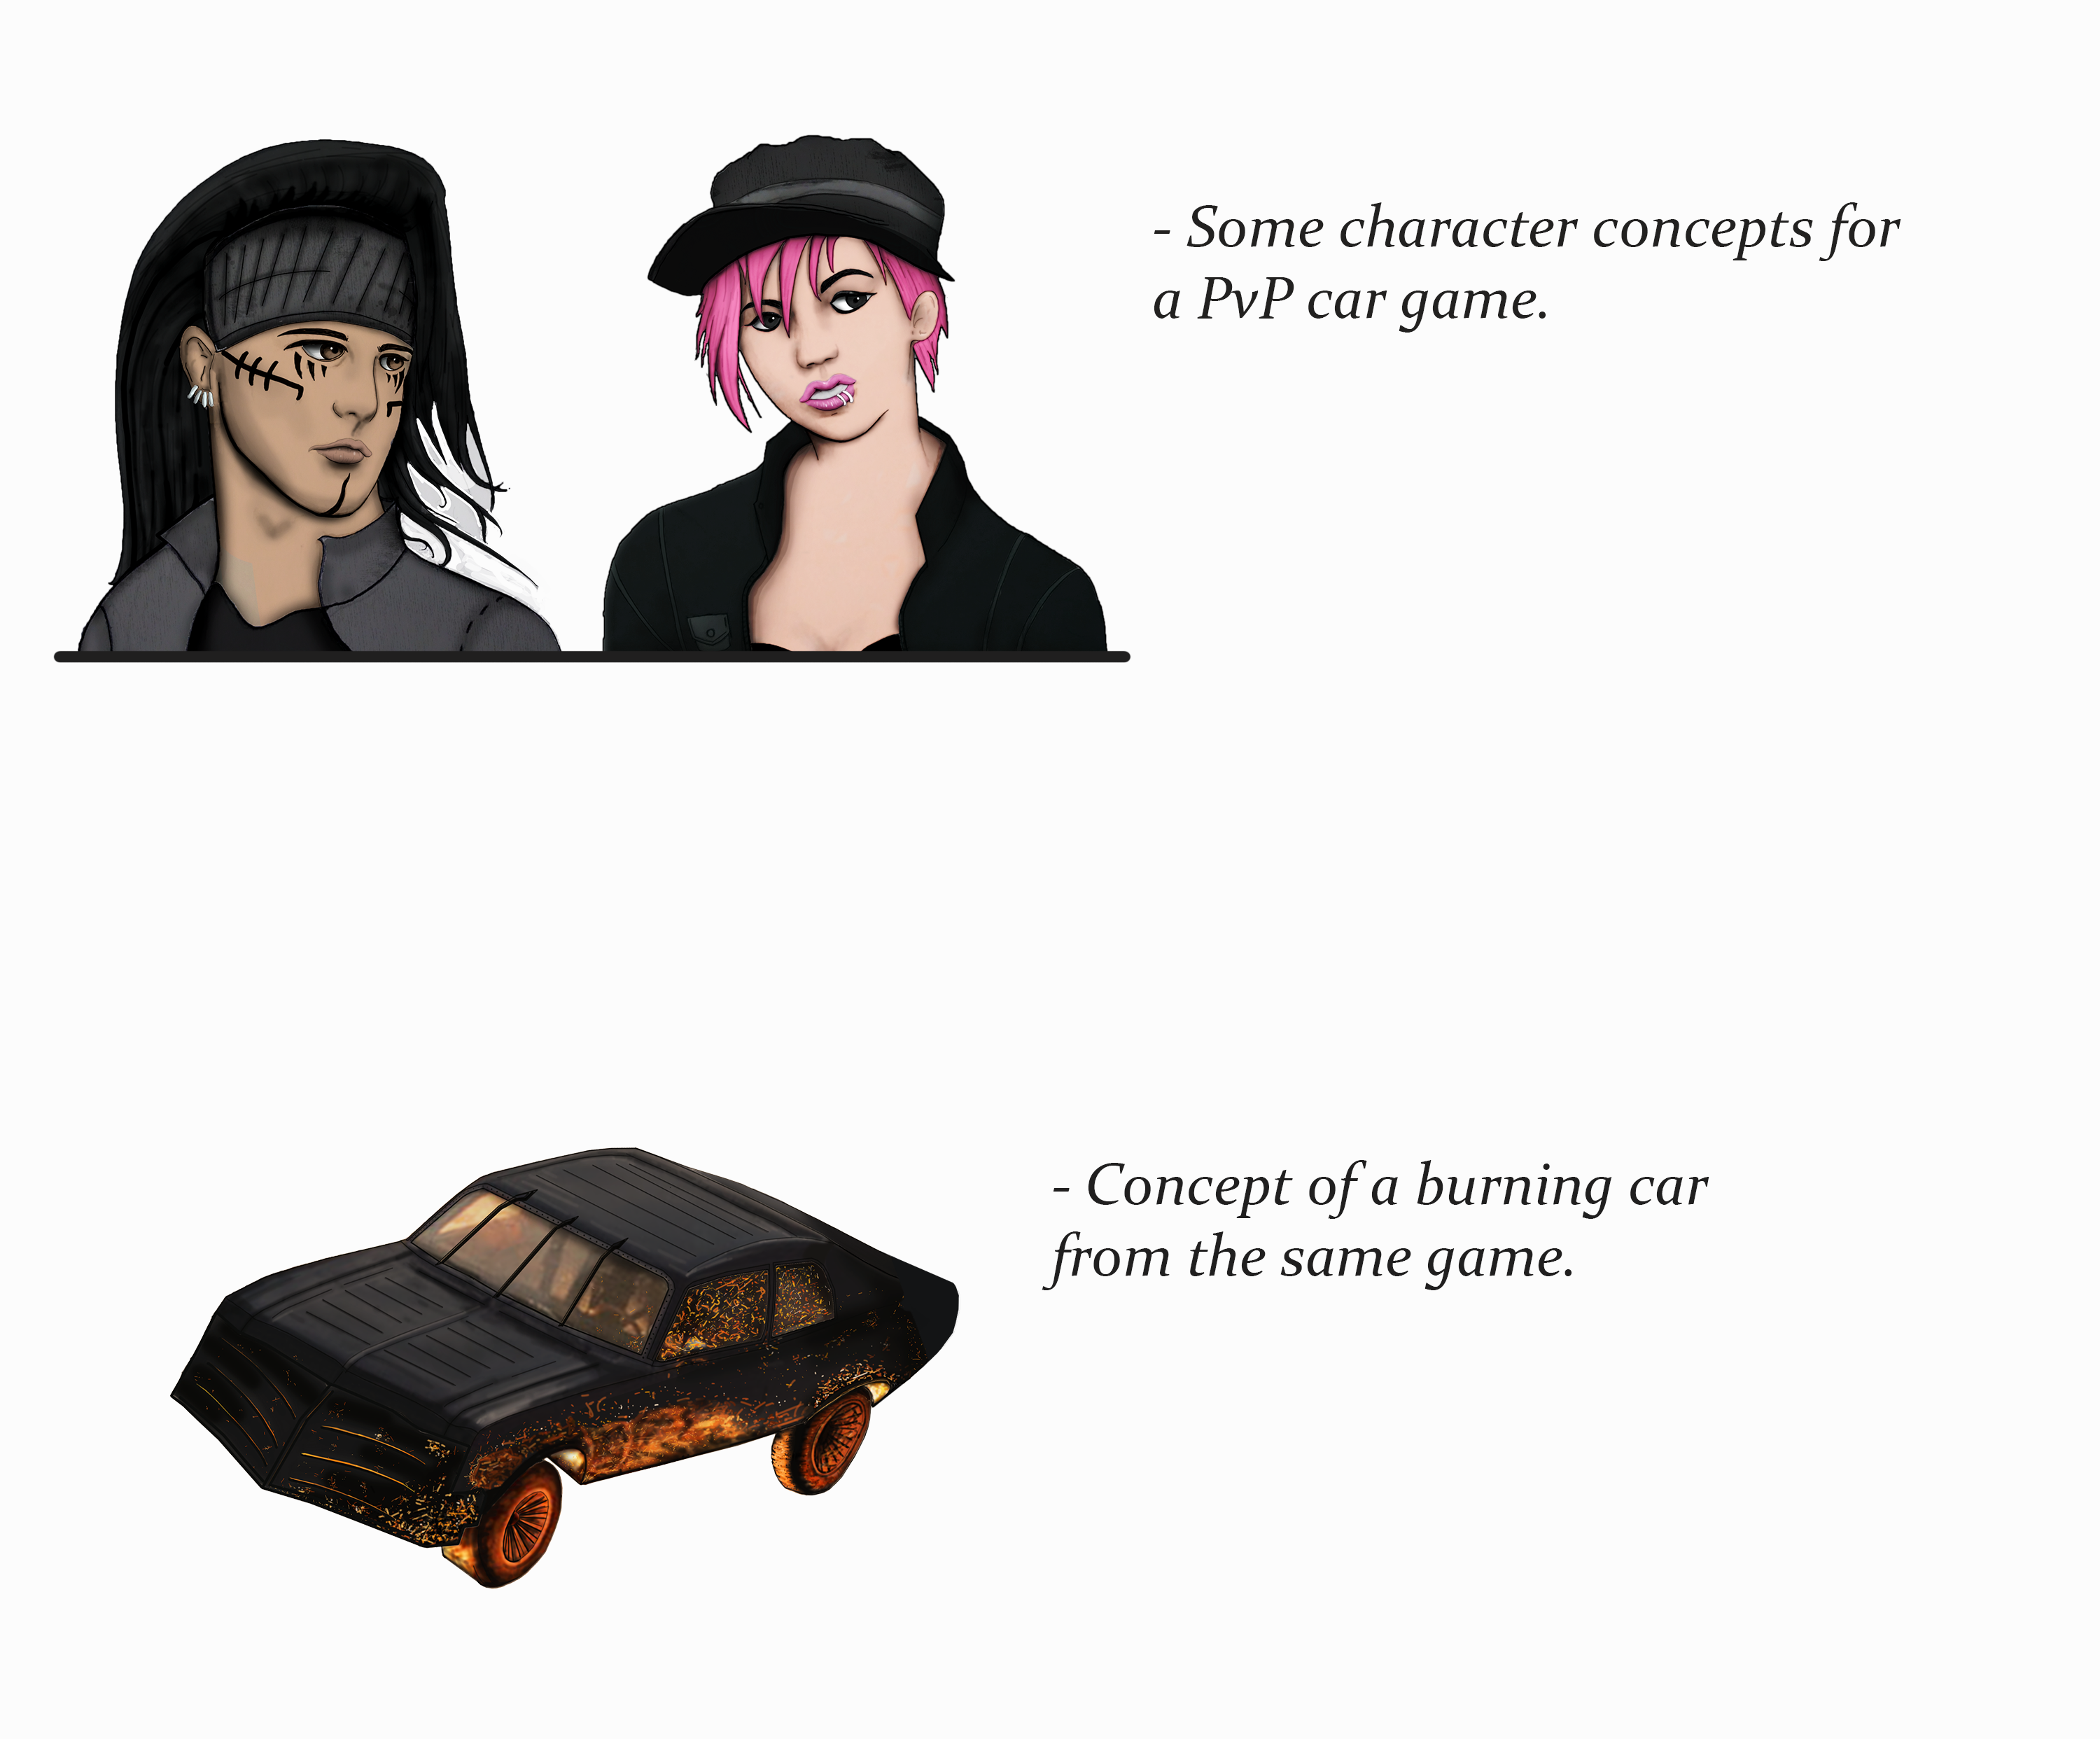 - Some character concepts for
a PvP car game.
- Concept of a burning car
from the same game.